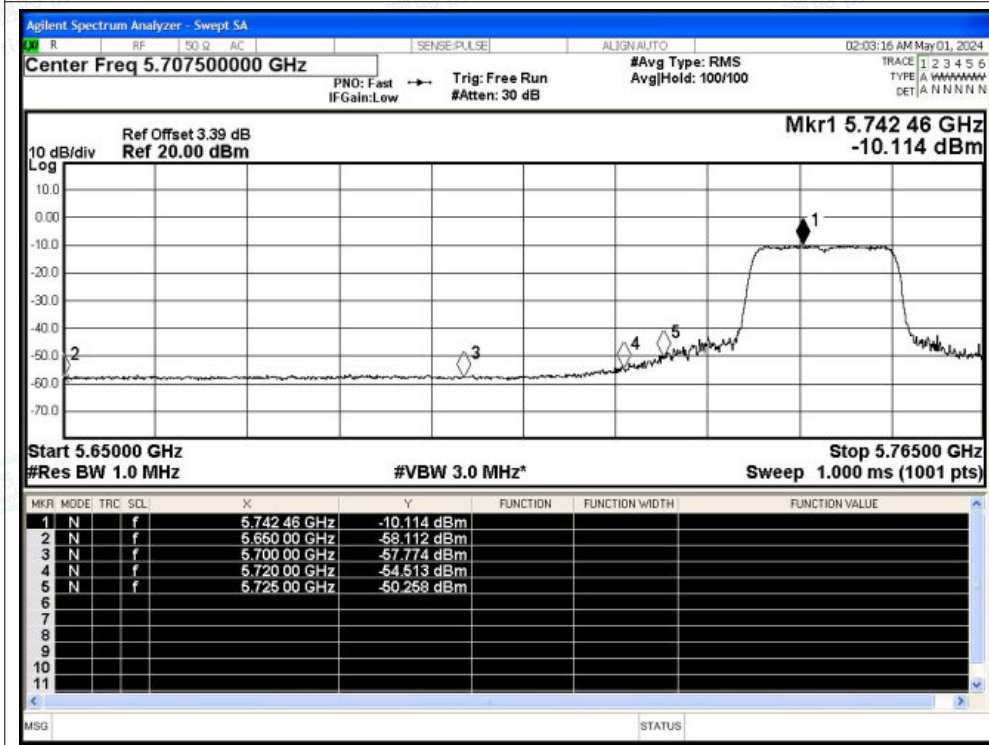 Agilent Spectrum Analyzer - Swept SA
LXI R RF 50 Ω AC SENSE:PULSE ALIGN AUTO 02:03:16 AM May 01, 2024
Center Freq 5.707500000 GHz
PNO: Fast
IFGain:Low
Trig: Free Run
#Atten: 30 dB
#Avg Type: RMS
Avg|Hold: 100/100
TRACE 1 2 3 4 5 6
TYPE A WWWWW
DET A N N N N N
Mkr1 5.742 46 GHz
-10.114 dBm
Ref Offset 3.39 dB
10 dB/div Ref 20.00 dBm
Log
10.0
0.00
-10.0
-20.0
-30.0
-40.0
-50.0
-60.0
-70.0
1
2
3
4
5
Start 5.65000 GHz Stop 5.76500 GHz
#Res BW 1.0 MHz #VBW 3.0 MHz* Sweep 1.000 ms (1001 pts)
MKR MODE TRC SCL X Y FUNCTION FUNCTION WIDTH FUNCTION VALUE
1 N f 5.742 46 GHz -10.114 dBm
2 N f 5.650 00 GHz -58.112 dBm
3 N f 5.700 00 GHz -57.774 dBm
4 N f 5.720 00 GHz -54.513 dBm
5 N f 5.725 00 GHz -50.258 dBm
6
7
8
9
10
11
MSG STATUS